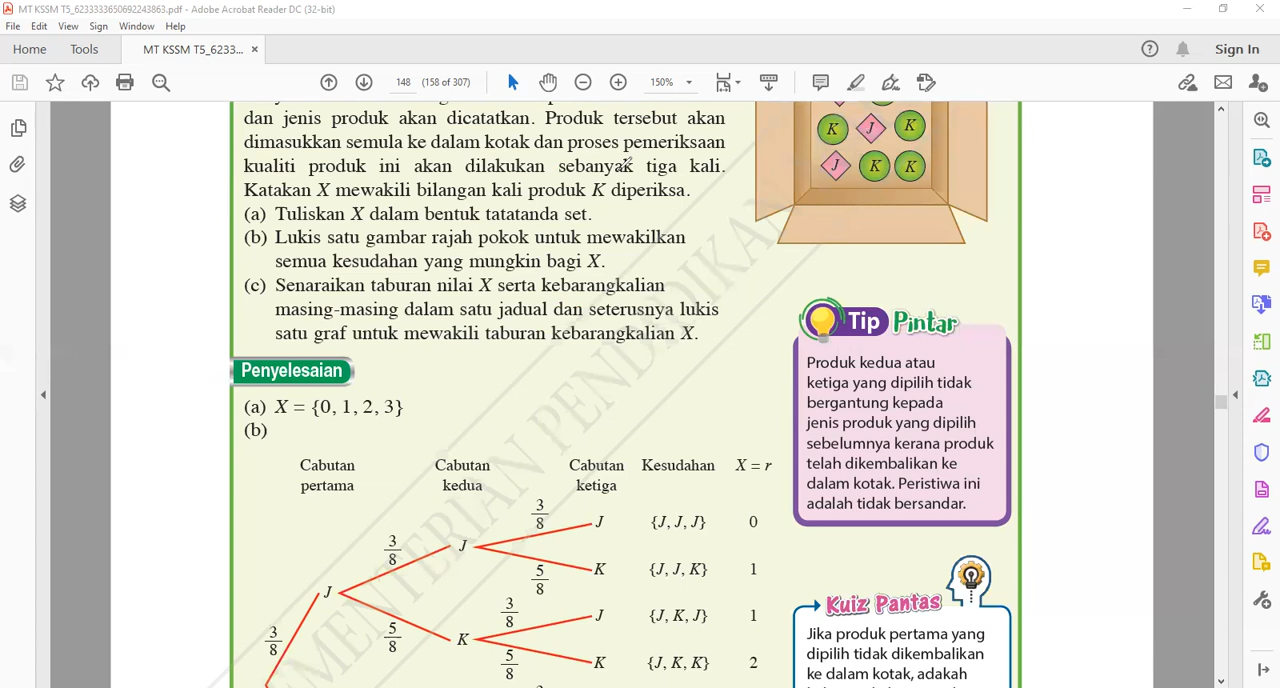 MT KSSM T5_6233333650692243863.pdf - Adobe Acrobat Reader DC (32-bit)
File Edit View Sign Window Help
Home Tools MT KSSM T5_6233... × Sign In
148 (158 of 307) 150%
dan jenis produk akan dicatatkan. Produk tersebut akan
dimasukkan semula ke dalam kotak dan proses pemeriksaan
kualiti produk ini akan dilakukan sebanyak tiga kali.
Katakan X mewakili bilangan kali produk K diperiksa.
(a) Tuliskan X dalam bentuk tatatanda set.
(b) Lukis satu gambar rajah pokok untuk mewakilkan
semua kesudahan yang mungkin bagi X.
(c) Senaraikan taburan nilai X serta kebarangkalian
masing-masing dalam satu jadual dan seterusnya lukis
satu graf untuk mewakili taburan kebarangkalian X.
K J K
J K K
Penyelesaian
(a) X = {0, 1, 2, 3}
(b)
Cabutan pertama
Cabutan kedua
Cabutan ketiga
Kesudahan
X = r
3/8 J {J, J, J} 0
3/8 J
5/8 K {J, J, K} 1
J
3/8
3/8 J {J, K, J} 1
5/8 K
5/8 K {J, K, K} 2
Tip Pintar
Produk kedua atau
ketiga yang dipilih tidak
bergantung kepada
jenis produk yang dipilih
sebelumnya kerana produk
telah dikembalikan ke
dalam kotak. Peristiwa ini
adalah tidak bersandar.
Kuiz Pantas
Jika produk pertama yang
dipilih tidak dikembalikan
ke dalam kotak, adakah
KEMENTERIAN PENDIDIKAN